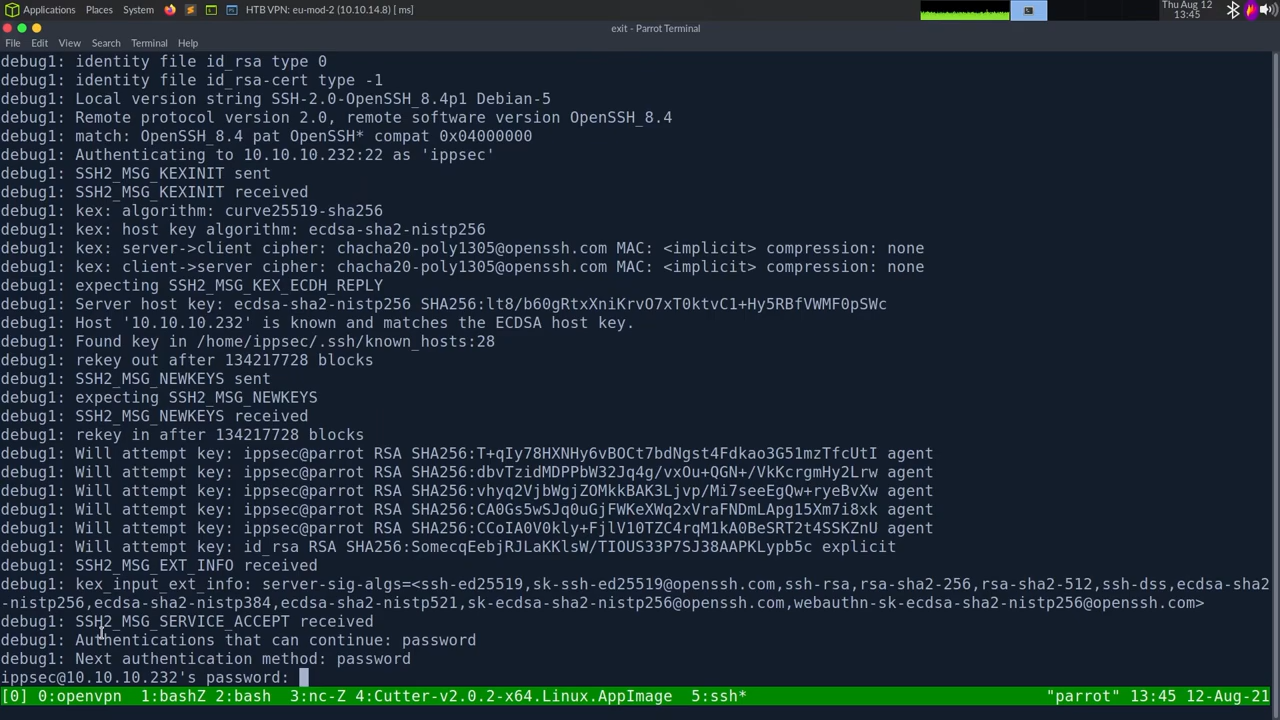 Applications Places System HTB VPN: eu-mod-2 (10.10.14.8) [ ms]
Thu Aug 12
13:45
exit - Parrot Terminal
File Edit View Search Terminal Help
debug1: identity file id_rsa type 0
debug1: identity file id_rsa-cert type -1
debug1: Local version string SSH-2.0-OpenSSH_8.4p1 Debian-5
debug1: Remote protocol version 2.0, remote software version OpenSSH_8.4
debug1: match: OpenSSH_8.4 pat OpenSSH* compat 0x04000000
debug1: Authenticating to 10.10.10.232:22 as 'ippsec'
debug1: SSH2_MSG_KEXINIT sent
debug1: SSH2_MSG_KEXINIT received
debug1: kex: algorithm: curve25519-sha256
debug1: kex: host key algorithm: ecdsa-sha2-nistp256
debug1: kex: server->client cipher: chacha20-poly1305@openssh.com MAC: <implicit> compression: none
debug1: kex: client->server cipher: chacha20-poly1305@openssh.com MAC: <implicit> compression: none
debug1: expecting SSH2_MSG_KEX_ECDH_REPLY
debug1: Server host key: ecdsa-sha2-nistp256 SHA256:lt8/b60gRtxXniKrvO7xT0ktvC1+Hy5RBfVWMF0pSWc
debug1: Host '10.10.10.232' is known and matches the ECDSA host key.
debug1: Found key in /home/ippsec/.ssh/known_hosts:28
debug1: rekey out after 134217728 blocks
debug1: SSH2_MSG_NEWKEYS sent
debug1: expecting SSH2_MSG_NEWKEYS
debug1: SSH2_MSG_NEWKEYS received
debug1: rekey in after 134217728 blocks
debug1: Will attempt key: ippsec@parrot RSA SHA256:T+qIy78HXNHy6vBOCt7bdNgst4Fdkao3G51mzTfcUtI agent
debug1: Will attempt key: ippsec@parrot RSA SHA256:dbvTzidMDPPbW32Jq4g/vxOu+QGN+/VkKcrgmHy2Lrw agent
debug1: Will attempt key: ippsec@parrot RSA SHA256:vhyq2VjbWgjZOMkkBAK3Ljvp/Mi7seeEgQw+ryeBvXw agent
debug1: Will attempt key: ippsec@parrot RSA SHA256:CA0Gs5wSJq0uGjFWKeXWq2xVraFNDmLApg15Xm7i8xk agent
debug1: Will attempt key: ippsec@parrot RSA SHA256:CCoIA0V0kly+FjlV10TZC4rqM1kA0BeSRT2t4SSKZnU agent
debug1: Will attempt key: id_rsa RSA SHA256:SomecqEebjRJLaKKlsW/TIOUS33P7SJ38AAPKLypb5c explicit
debug1: SSH2_MSG_EXT_INFO received
debug1: kex_input_ext_info: server-sig-algs=<ssh-ed25519,sk-ssh-ed25519@openssh.com,ssh-rsa,rsa-sha2-256,rsa-sha2-512,ssh-dss,ecdsa-sha2
-nistp256,ecdsa-sha2-nistp384,ecdsa-sha2-nistp521,sk-ecdsa-sha2-nistp256@openssh.com,webauthn-sk-ecdsa-sha2-nistp256@openssh.com>
debug1: SSH2_MSG_SERVICE_ACCEPT received
debug1: Authentications that can continue: password
debug1: Next authentication method: password
ippsec@10.10.10.232's password:
[0] 0:openvpn 1:bashZ 2:bash 3:nc-Z 4:Cutter-v2.0.2-x64.Linux.AppImage 5:ssh* "parrot" 13:45 12-Aug-21